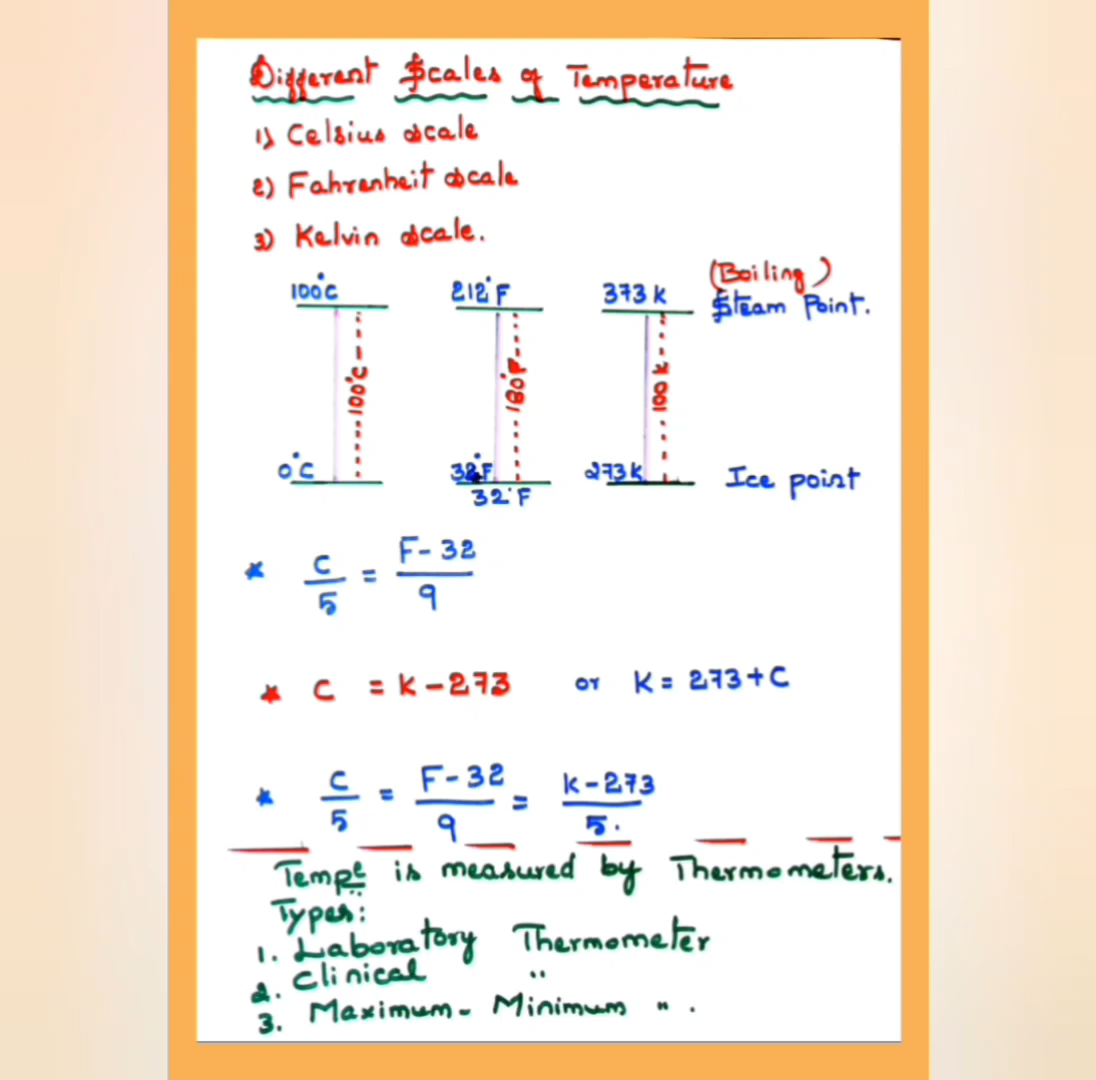 Different Scales of Temperature
1) Celsius scale
2) Fahrenheit scale
3) Kelvin scale.
(Boiling)
100°C 212°F 373 K Steam Point.
100°C 180°F 100 K
0°C 32°F 273K Ice point
32°F
* C/5 = F-32/9
* C = K-273 or K = 273+C
* C/5 = F-32/9 = K-273/5.
Tempe is measured by Thermometers.
Types:
1. Laboratory Thermometer
2. Clinical "
3. Maximum - Minimum " .